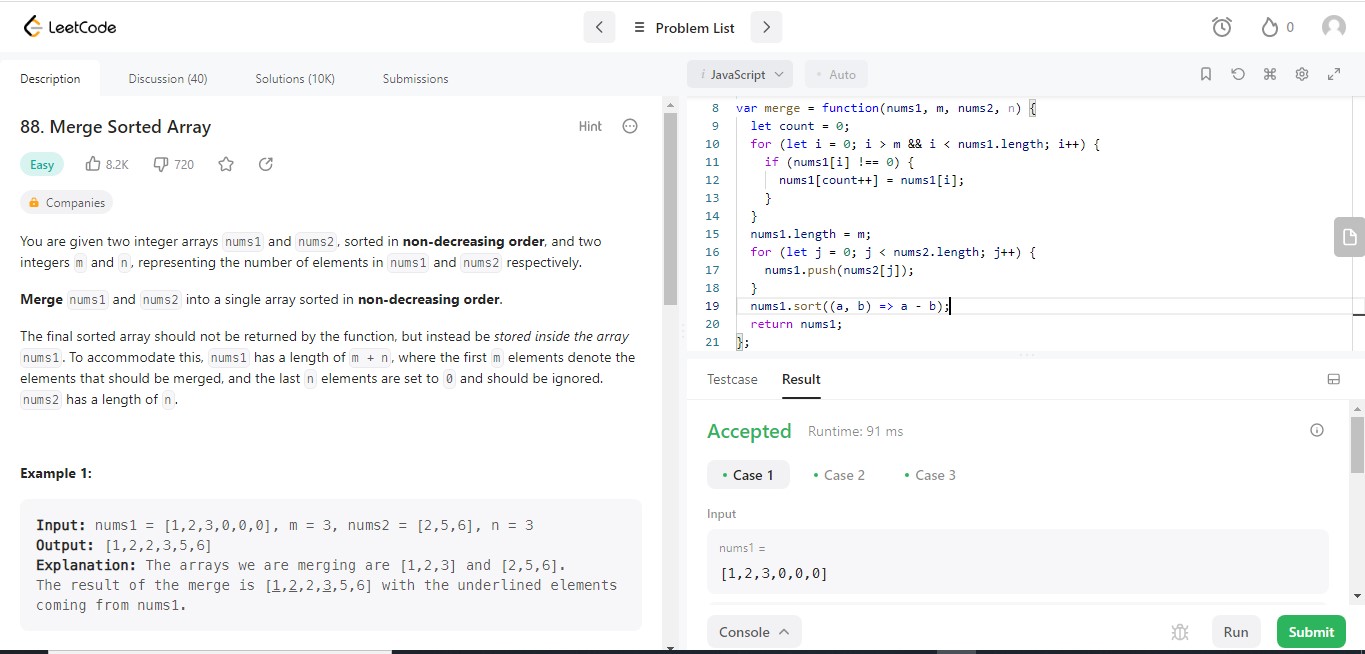 LeetCode
Problem List
0
Description
Discussion (40)
Solutions (10K)
Submissions
88. Merge Sorted Array
Hint
Easy
8.2K
720
Companies
You are given two integer arrays nums1 and nums2, sorted in non-decreasing order, and two
integers m and n, representing the number of elements in nums1 and nums2 respectively.
Merge nums1 and nums2 into a single array sorted in non-decreasing order.
The final sorted array should not be returned by the function, but instead be stored inside the array
nums1. To accommodate this, nums1 has a length of m + n, where the first m elements denote the
elements that should be merged, and the last n elements are set to 0 and should be ignored.
nums2 has a length of n.
Example 1:
Input: nums1 = [1,2,3,0,0,0], m = 3, nums2 = [2,5,6], n = 3
Output: [1,2,2,3,5,6]
Explanation: The arrays we are merging are [1,2,3] and [2,5,6].
The result of the merge is [1,2,2,3,5,6] with the underlined elements
coming from nums1.
i JavaScript
Auto
8 var merge = function(nums1, m, nums2, n) {
9 let count = 0;
10 for (let i = 0; i > m && i < nums1.length; i++) {
11 if (nums1[i] !== 0) {
12 nums1[count++] = nums1[i];
13 }
14 }
15 nums1.length = m;
16 for (let j = 0; j < nums2.length; j++) {
17 nums1.push(nums2[j]);
18 }
19 nums1.sort((a, b) => a - b);
20 return nums1;
21 };
Testcase
Result
Accepted
Runtime: 91 ms
Case 1
Case 2
Case 3
Input
nums1 =
[1,2,3,0,0,0]
Console
Run
Submit